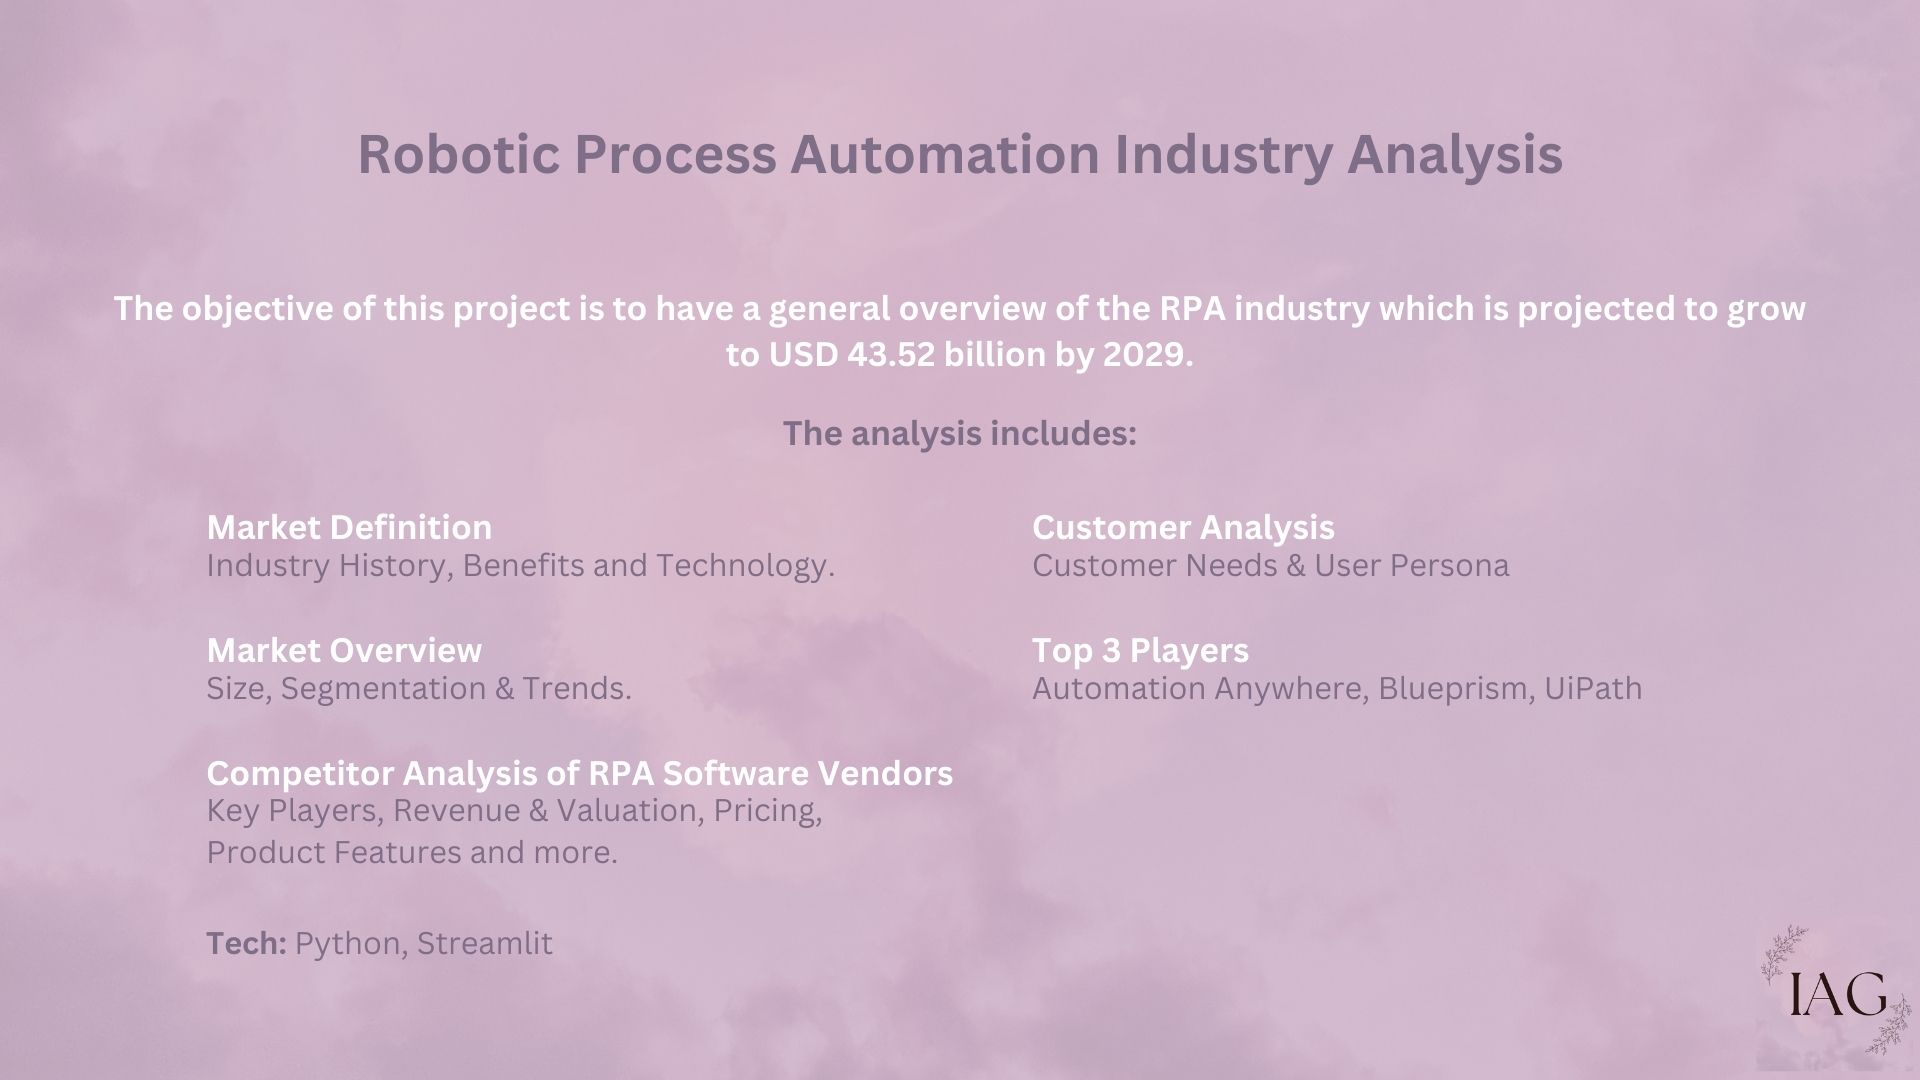 Robotic Process Automation Industry Analysis
The objective of this project is to have a general overview of the RPA industry which is projected to grow
to USD 43.52 billion by 2029.
The analysis includes:
Market Definition
Industry History, Benefits and Technology.
Market Overview
Size, Segmentation & Trends.
Competitor Analysis of RPA Software Vendors
Key Players, Revenue & Valuation, Pricing,
Product Features and more.
Tech: Python, Streamlit
Customer Analysis
Customer Needs & User Persona
Top 3 Players
Automation Anywhere, Blueprism, UiPath
IAG